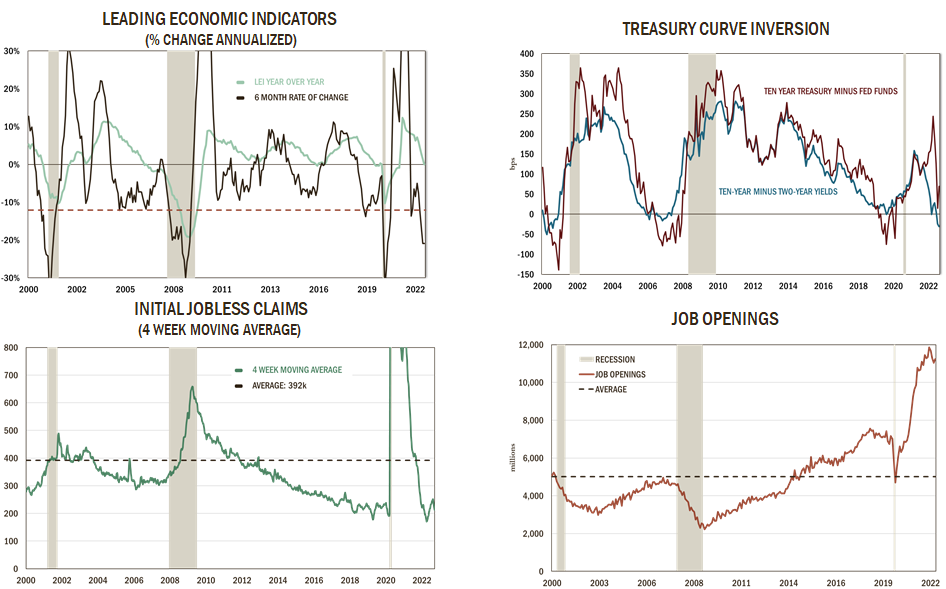 LEADING ECONOMIC INDICATORS
(% CHANGE ANNUALIZED)
30%
20%
10%
0%
-10%
-20%
-30%
LEI YEAR OVER YEAR
6 MONTH RATE OF CHANGE
2000 2002 2005 2008 2011 2013 2016 2019 2022
TREASURY CURVE INVERSION
400
350
300
250
200
150
100
50
0
-50
-100
-150
bps
TEN YEAR TREASURY MINUS FED FUNDS
TEN-YEAR MINUS TWO-YEAR YIELDS
2000 2002 2004 2006 2008 2010 2012 2014 2016 2018 2020 2022
INITIAL JOBLESS CLAIMS
(4 WEEK MOVING AVERAGE)
800
700
600
500
400
300
200
100
0
4 WEEK MOVING AVERAGE
AVERAGE: 392k
2000 2002 2004 2006 2008 2010 2012 2014 2016 2018 2020 2022
JOB OPENINGS
12,000
10,000
8,000
6,000
4,000
2,000
0
millions
RECESSION
JOB OPENINGS
AVERAGE
2000 2003 2006 2008 2011 2014 2016 2019 2022